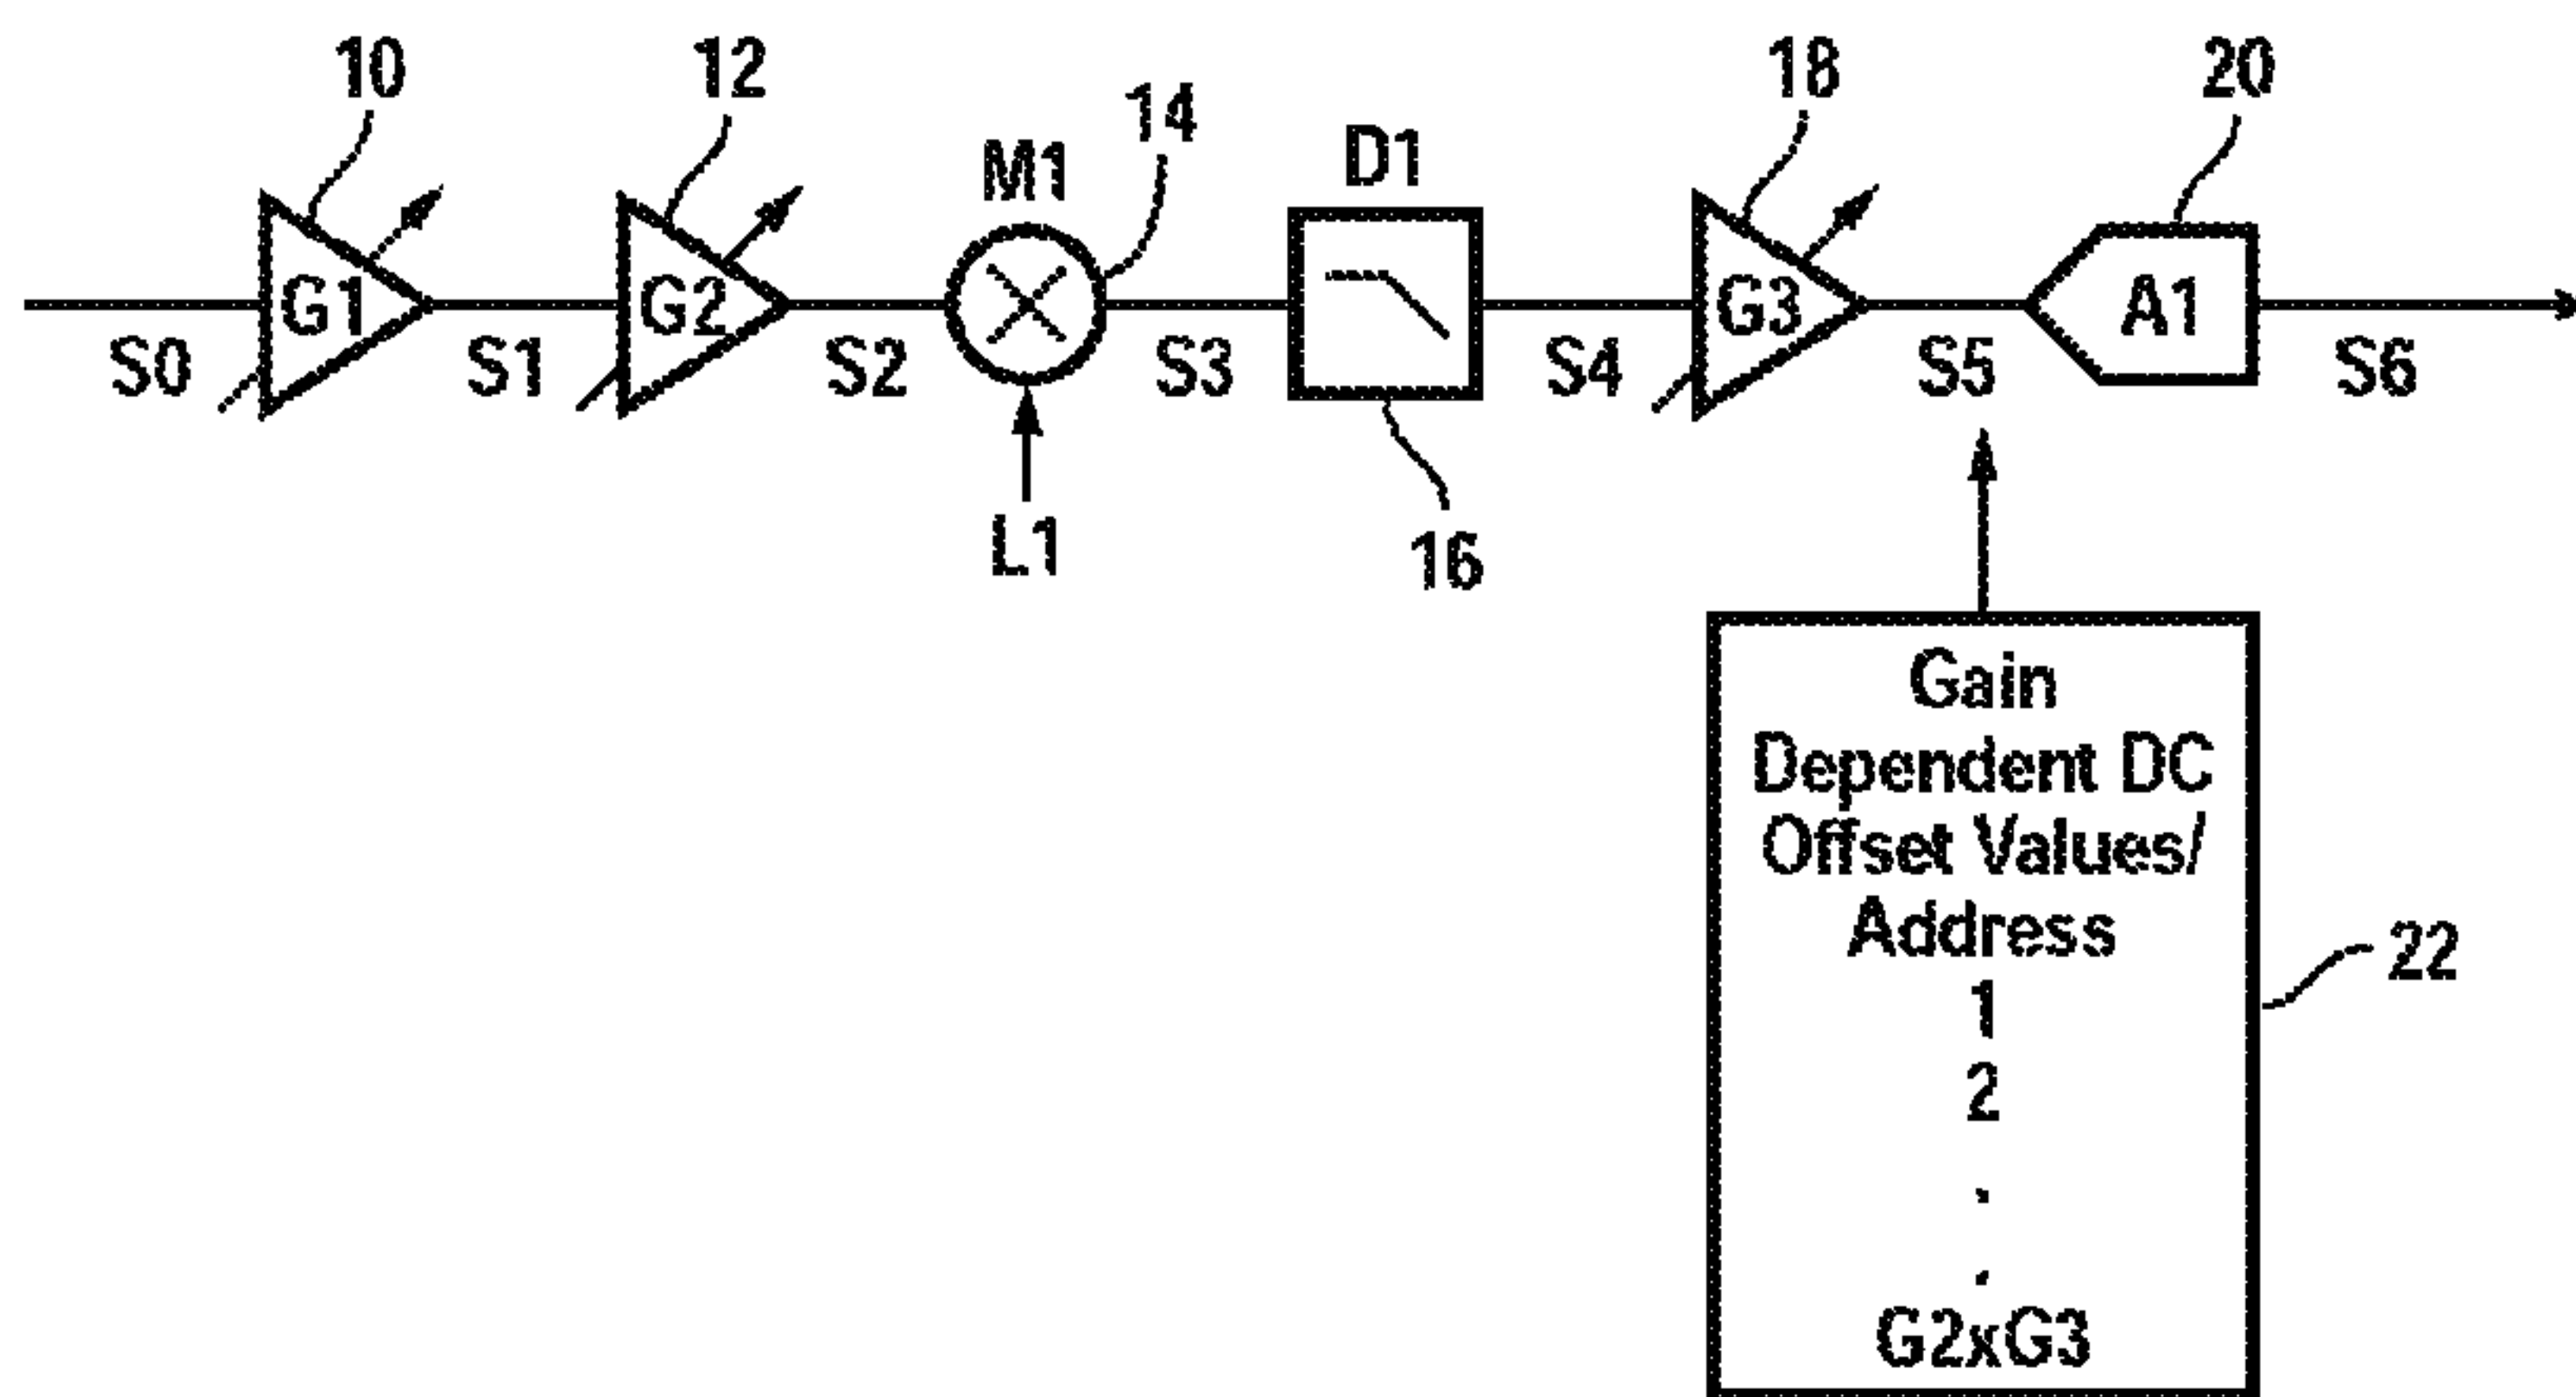 10
12
14
18
20
M1
D1
G1
G2
G3
A1
S0
S1
S2
S3
S4
S5
S6
L1
16
Gain
Dependent DC
Offset Values/
Address
1
2
.
.
G2xG3
22